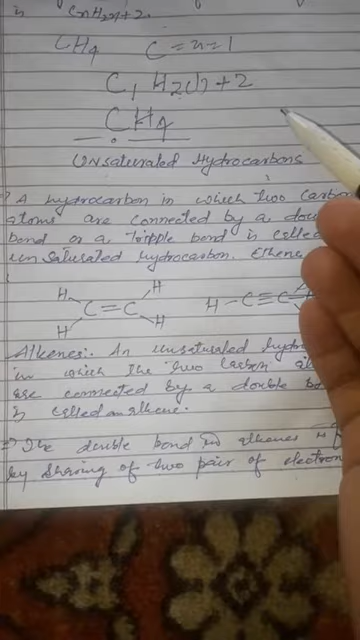 is CnH2n+2.
CH4 C = n = 1
C1 H2(1)+2
CH4
Unsaturated Hydrocarbons
A hydrocarbon in which two carbon
atoms are connected by a
bond or a tripple bond is called
unsaturated hydrocarbon. Ethene
H H
C=C H-C≡C
H H
Alkenes:- An unsaturated
in which the two carbon
are connected by a double
is called an alkene.
=> The double bond in alkenes is
by sharing of two pair of electron